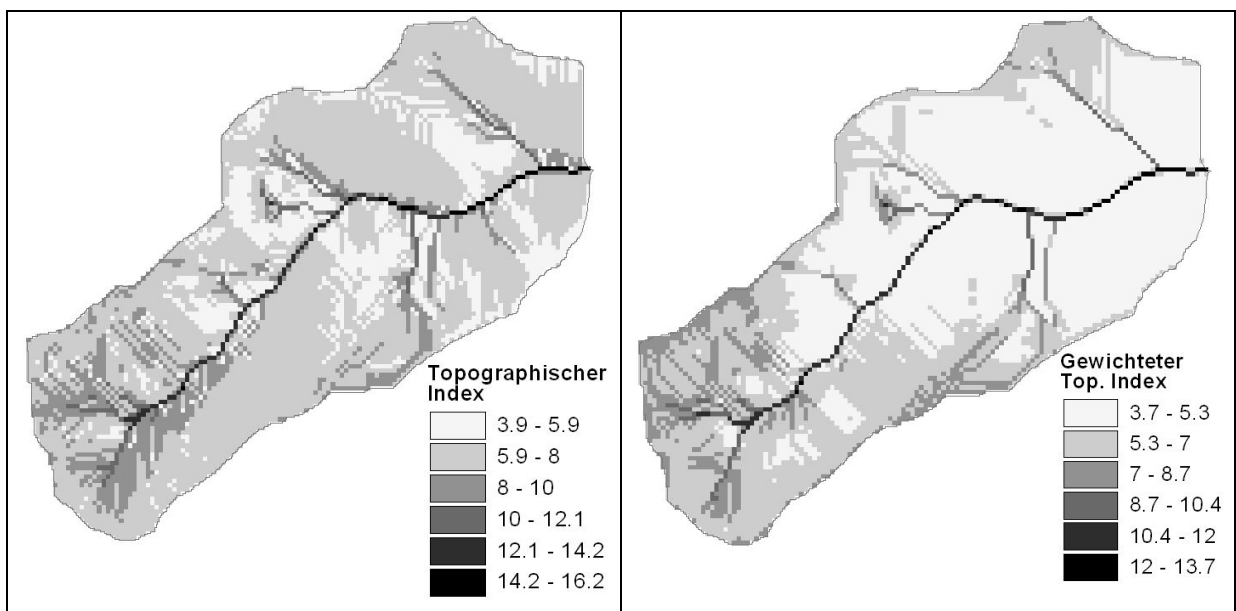 Topographischer
Index
3.9 - 5.9
5.9 - 8
8 - 10
10 - 12.1
12.1 - 14.2
14.2 - 16.2
Gewichteter
Top. Index
3.7 - 5.3
5.3 - 7
7 - 8.7
8.7 - 10.4
10.4 - 12
12 - 13.7